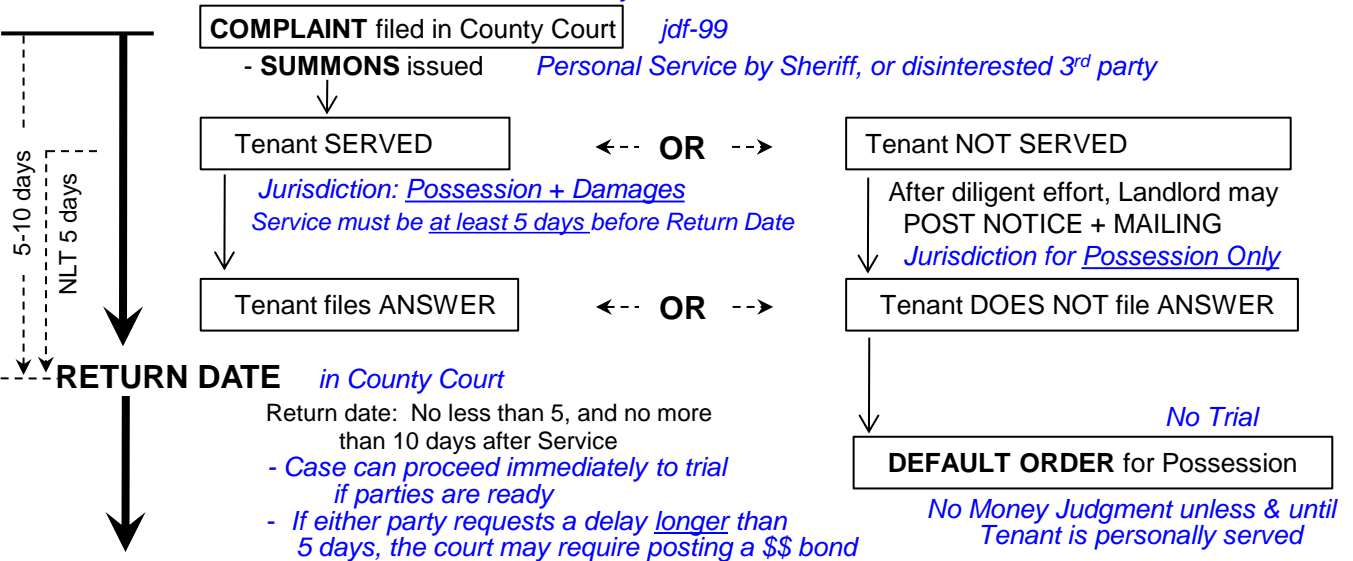 COMPLAINT filed in County Court jdf-99
- SUMMONS issued Personal Service by Sheriff, or disinterested 3rd party
Tenant SERVED OR Tenant NOT SERVED
Jurisdiction: Possession + Damages
Service must be at least 5 days before Return Date
After diligent effort, Landlord may
POST NOTICE + MAILING
Jurisdiction for Possession Only
5-10 days
NLT 5 days
Tenant files ANSWER OR Tenant DOES NOT file ANSWER
RETURN DATE in County Court
Return date: No less than 5, and no more
than 10 days after Service
- Case can proceed immediately to trial
if parties are ready
- If either party requests a delay longer than
5 days, the court may require posting a $$ bond
No Trial
DEFAULT ORDER for Possession
No Money Judgment unless & until
Tenant is personally served